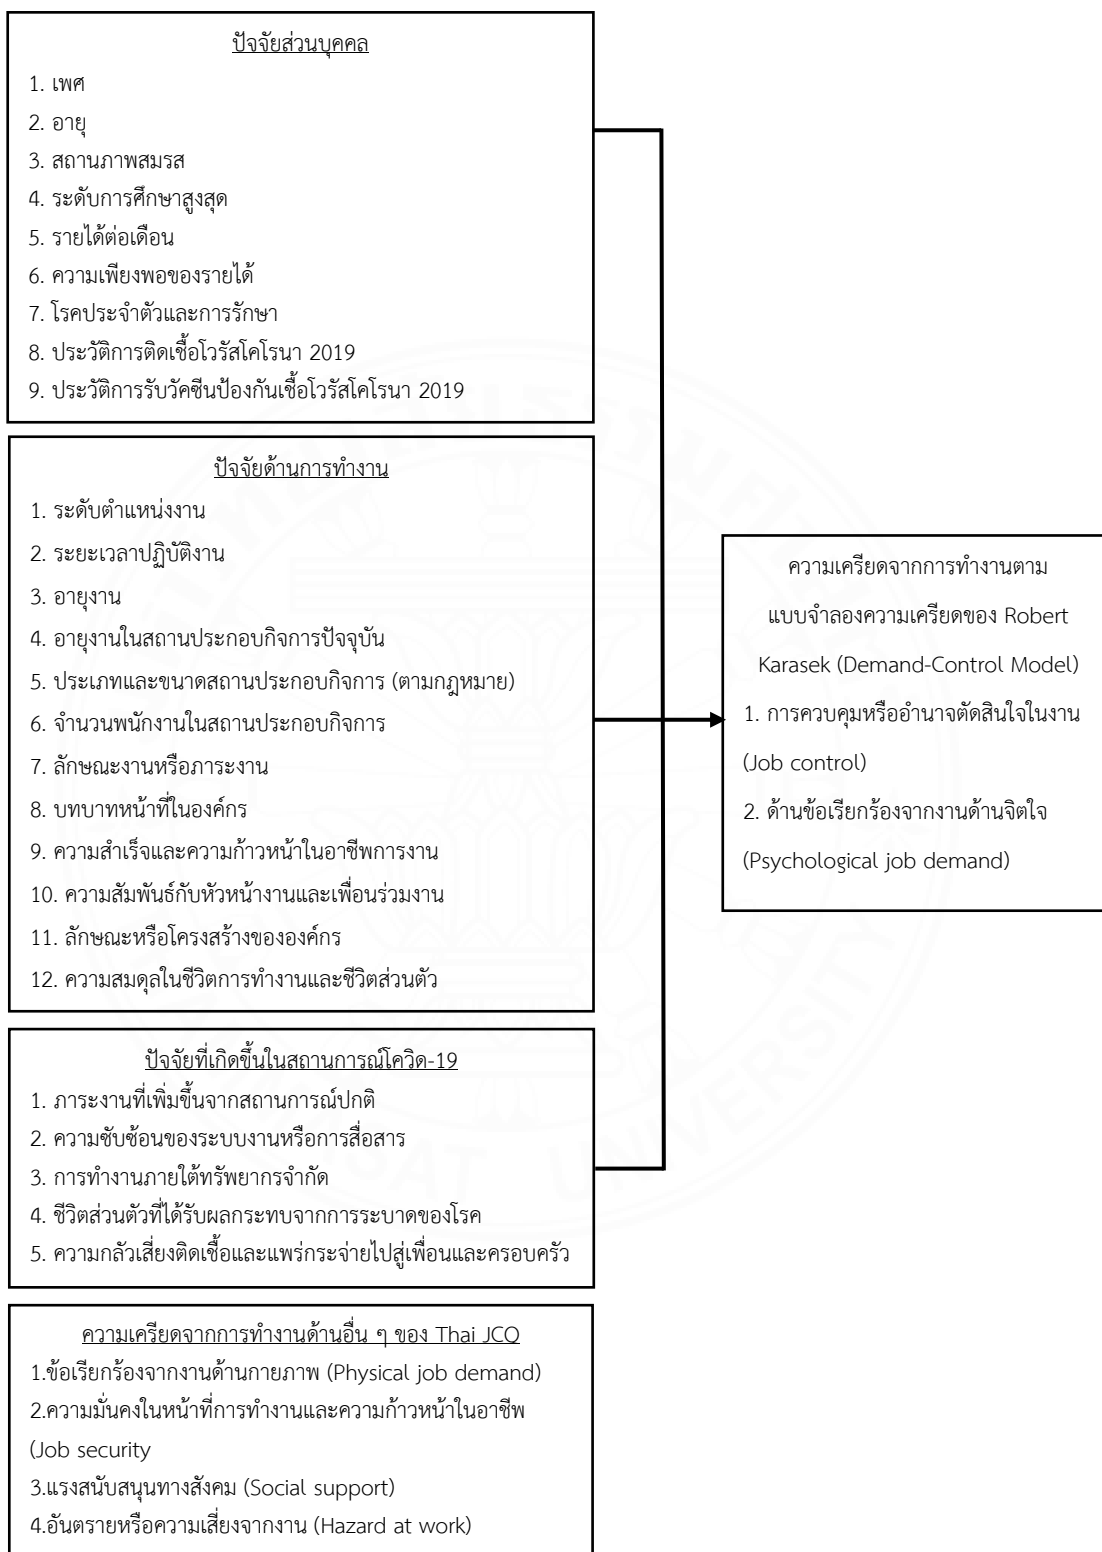 ปัจจัยส่วนบุคคล
1. เพศ
2. อายุ
3. สถานภาพสมรส
4. ระดับการศึกษาสูงสุด
5. รายได้ต่อเดือน
6. ความเพียงพอของรายได้
7. โรคประจำตัวและการรักษา
8. ประวัติการติดเชื้อโวรัสโคโรนา 2019
9. ประวัติการรับวัคซีนป้องกันเชื้อโวรัสโคโรนา 2019
ปัจจัยด้านการทำงาน
1. ระดับตำแหน่งงาน
2. ระยะเวลาปฏิบัติงาน
3. อายุงาน
4. อายุงานในสถานประกอบกิจการปัจจุบัน
5. ประเภทและขนาดสถานประกอบกิจการ (ตามกฎหมาย)
6. จำนวนพนักงานในสถานประกอบกิจการ
7. ลักษณะงานหรือภาระงาน
8. บทบาทหน้าที่ในองค์กร
9. ความสำเร็จและความก้าวหน้าในอาชีพการงาน
10. ความสัมพันธ์กับหัวหน้างานและเพื่อนร่วมงาน
11. ลักษณะหรือโครงสร้างขององค์กร
12. ความสมดุลในชีวิตการทำงานและชีวิตส่วนตัว
ปัจจัยที่เกิดขึ้นในสถานการณ์โควิด-19
1. ภาระงานที่เพิ่มขึ้นจากสถานการณ์ปกติ
2. ความซับซ้อนของระบบงานหรือการสื่อสาร
3. การทำงานภายใต้ทรัพยากรจำกัด
4. ชีวิตส่วนตัวที่ได้รับผลกระทบจากการระบาดของโรค
5. ความกลัวเสี่ยงติดเชื้อและแพร่กระจ่ายไปสู่เพื่อนและครอบครัว
ความเครียดจากการทำงานด้านอื่น ๆ ของ Thai JCQ
1.ข้อเรียกร้องจากงานด้านกายภาพ (Physical job demand)
2.ความมั่นคงในหน้าที่การทำงานและความก้าวหน้าในอาชีพ
(Job security
3.แรงสนับสนุนทางสังคม (Social support)
4.อันตรายหรือความเสี่ยงจากงาน (Hazard at work)
ความเครียดจากการทำงานตาม
แบบจำลองความเครียดของ Robert
Karasek (Demand-Control Model)
1. การควบคุมหรืออำนาจตัดสินใจในงาน
(Job control)
2. ด้านข้อเรียกร้องจากงานด้านจิตใจ
(Psychological job demand)